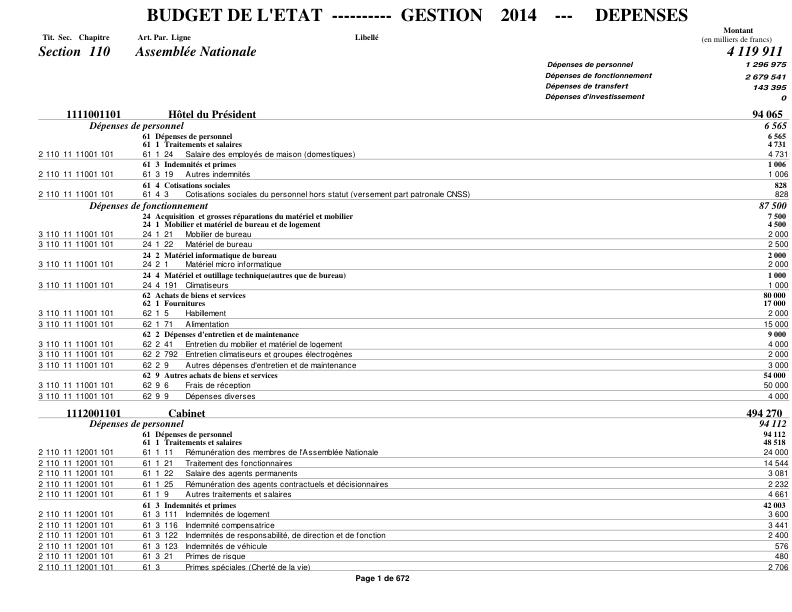 BUDGET DE L'ETAT ---------- GESTION 2014 --- DEPENSES
Tit. Sec. Chapitre Art. Par. Ligne Libellé Montant
(en milliers de francs)
Section 110 Assemblée Nationale 4 119 911
Dépenses de personnel 1 296 975
Dépenses de fonctionnement 2 679 541
Dépenses de transfert 143 395
Dépenses d'investissement 0
1111001101 Hôtel du Président 94 065
Dépenses de personnel 6 565
61 Dépenses de personnel 6 565
61 1 Traitements et salaires 4 731
2 110 11 11001 101 61 1 24 Salaire des employés de maison (domestiques) 4 731
61 3 Indemnités et primes 1 006
2 110 11 11001 101 61 3 19 Autres indemnités 1 006
61 4 Cotisations sociales 828
2 110 11 11001 101 61 4 3 Cotisations sociales du personnel hors statut (versement part patronale CNSS) 828
Dépenses de fonctionnement 87 500
24 Acquisition et grosses réparations du matériel et mobilier 7 500
24 1 Mobilier et matériel de bureau et de logement 4 500
3 110 11 11001 101 24 1 21 Mobilier de bureau 2 000
3 110 11 11001 101 24 1 22 Matériel de bureau 2 500
24 2 Matériel informatique de bureau 2 000
3 110 11 11001 101 24 2 1 Matériel micro informatique 2 000
24 4 Matériel et outillage technique(autres que de bureau) 1 000
3 110 11 11001 101 24 4 191 Climatiseurs 1 000
62 Achats de biens et services 80 000
62 1 Fournitures 17 000
3 110 11 11001 101 62 1 5 Habillement 2 000
3 110 11 11001 101 62 1 71 Alimentation 15 000
62 2 Dépenses d'entretien et de maintenance 9 000
3 110 11 11001 101 62 2 41 Entretien du mobilier et matériel de logement 4 000
3 110 11 11001 101 62 2 792 Entretien climatiseurs et groupes électrogènes 2 000
3 110 11 11001 101 62 2 9 Autres dépenses d'entretien et de maintenance 3 000
62 9 Autres achats de biens et services 54 000
3 110 11 11001 101 62 9 6 Frais de réception 50 000
3 110 11 11001 101 62 9 9 Dépenses diverses 4 000
1112001101 Cabinet 494 270
Dépenses de personnel 94 112
61 Dépenses de personnel 94 112
61 1 Traitements et salaires 48 518
2 110 11 12001 101 61 1 11 Rémunération des membres de l'Assemblée Nationale 24 000
2 110 11 12001 101 61 1 21 Traitement des fonctionnaires 14 544
2 110 11 12001 101 61 1 22 Salaire des agents permanents 3 081
2 110 11 12001 101 61 1 25 Rémunération des agents contractuels et décisionnaires 2 232
2 110 11 12001 101 61 1 9 Autres traitements et salaires 4 661
61 3 Indemnités et primes 42 003
2 110 11 12001 101 61 3 111 Indemnités de logement 3 600
2 110 11 12001 101 61 3 116 Indemnité compensatrice 3 441
2 110 11 12001 101 61 3 122 Indemnités de responsabilité, de direction et de fonction 2 400
2 110 11 12001 101 61 3 123 Indemnités de véhicule 576
2 110 11 12001 101 61 3 21 Primes de risque 480
2 110 11 12001 101 61 3 Primes spéciales (Cherté de la vie) 2 706
Page 1 de 672